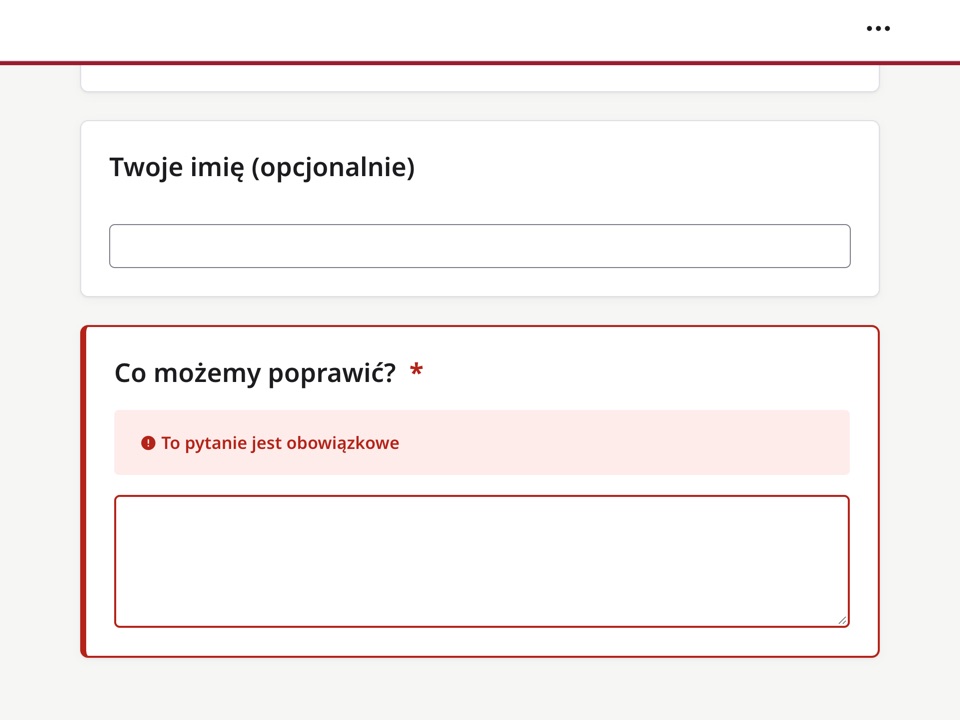 Twoje imię (opcjonalnie)
Co możemy poprawić? *
To pytanie jest obowiązkowe